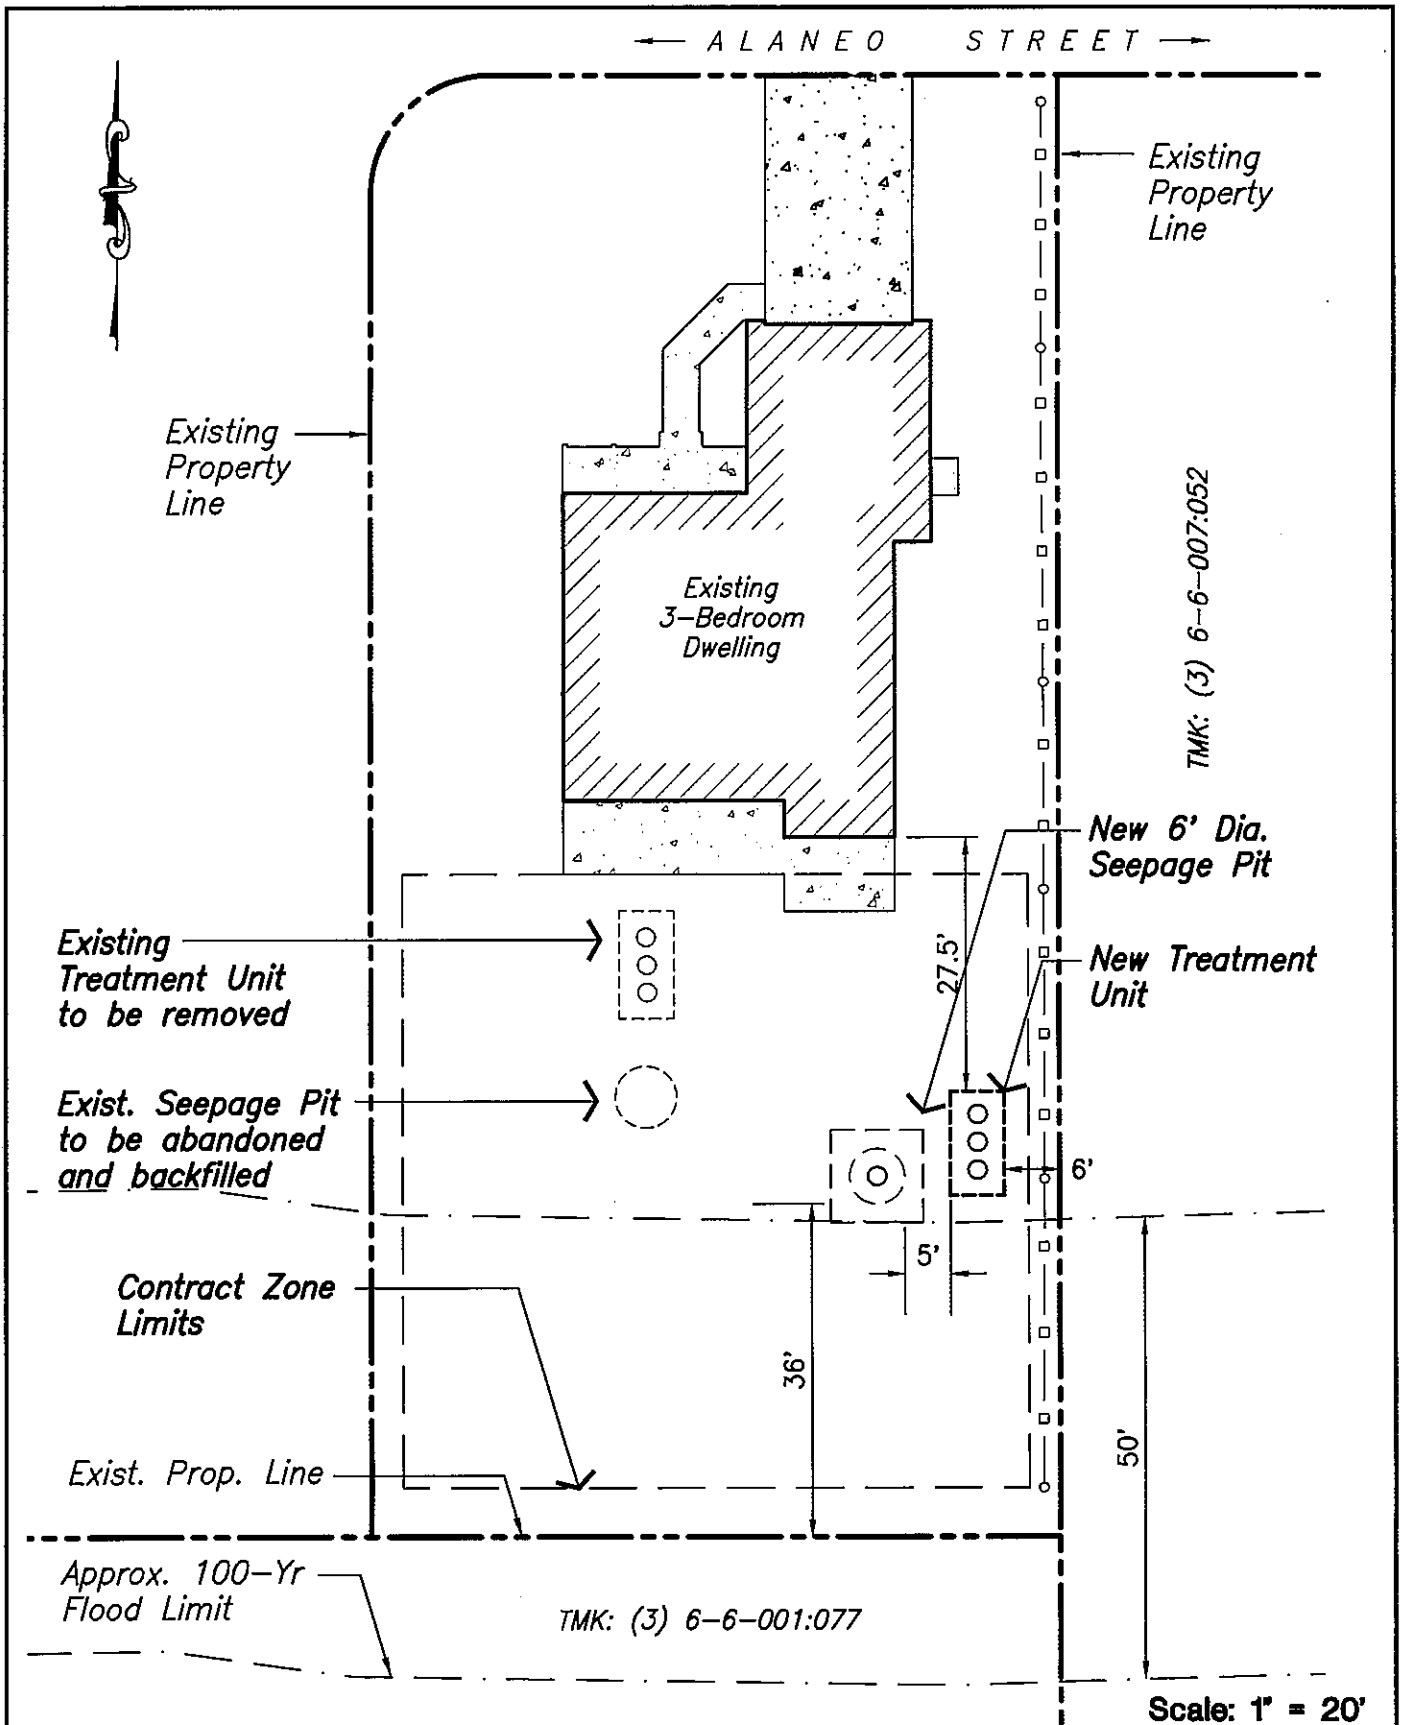 ALANEO STREET
Existing
Property
Line
Existing
Property
Line
TMK: (3) 6-6-007:052
Existing
3-Bedroom
Dwelling
New 6' Dia.
Seepage Pit
27.5'
Existing
Treatment Unit
to be removed
New Treatment
Unit
Exist. Seepage Pit
to be abandoned
and backfilled
6'
5'
Contract Zone
Limits
36'
50'
Exist. Prop. Line
Approx. 100-Yr
Flood Limit
TMK: (3) 6-6-001:077
Scale: 1" = 20'